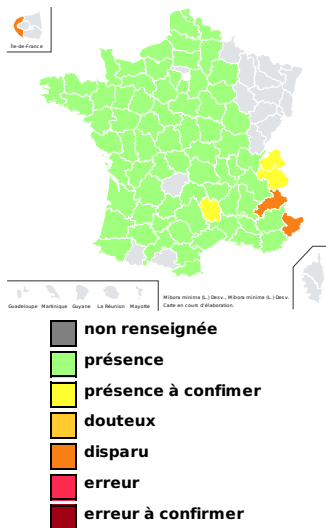 Île-de-France
Guadeloupe Martinique Guyane La Réunion Mayotte
Mibora minima (L.) Desv., Mibora minima (L.) Desv.
Carte en cours d'élaboration.
non renseignée
présence
présence à confimer
douteux
disparu
erreur
erreur à confirmer